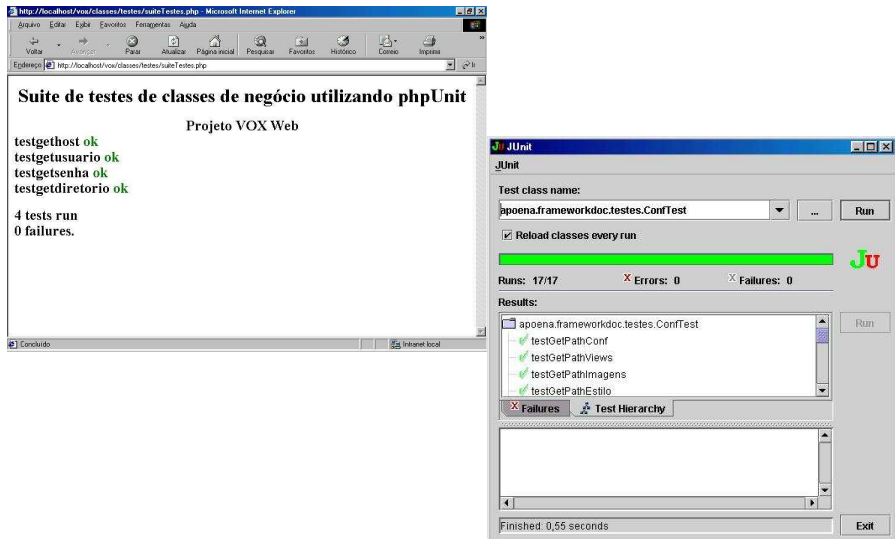 http://localhost/vox/classes/testes/suiteTestes.php - Microsoft Internet Explorer
Arquivo Editar Exibir Favoritos Ferramentas Ajuda
Voltar Avançar Parar Atualizar Página inicial Pesquisar Favoritos Histórico Correio Imprimir
Endereço http://localhost/vox/classes/testes/suiteTestes.php Ir
Suite de testes de classes de negócio utilizando phpUnit
Projeto VOX Web
testgethost ok
testgetusuario ok
testgetsenha ok
testgetdiretorio ok
4 tests run
0 failures.
Concluído Intranet local
JU JUnit
JUnit
Test class name:
apoena.frameworkdoc.testes.ConfTest ... Run
Reload classes every run
JU
Runs: 17/17 X Errors: 0 X Failures: 0
Results:
apoena.frameworkdoc.testes.ConfTest Run
testGetPathConf
testGetPathViews
testGetPathImagens
testGetPathEstilo
X Failures Test Hierarchy
Finished: 0,55 seconds Exit